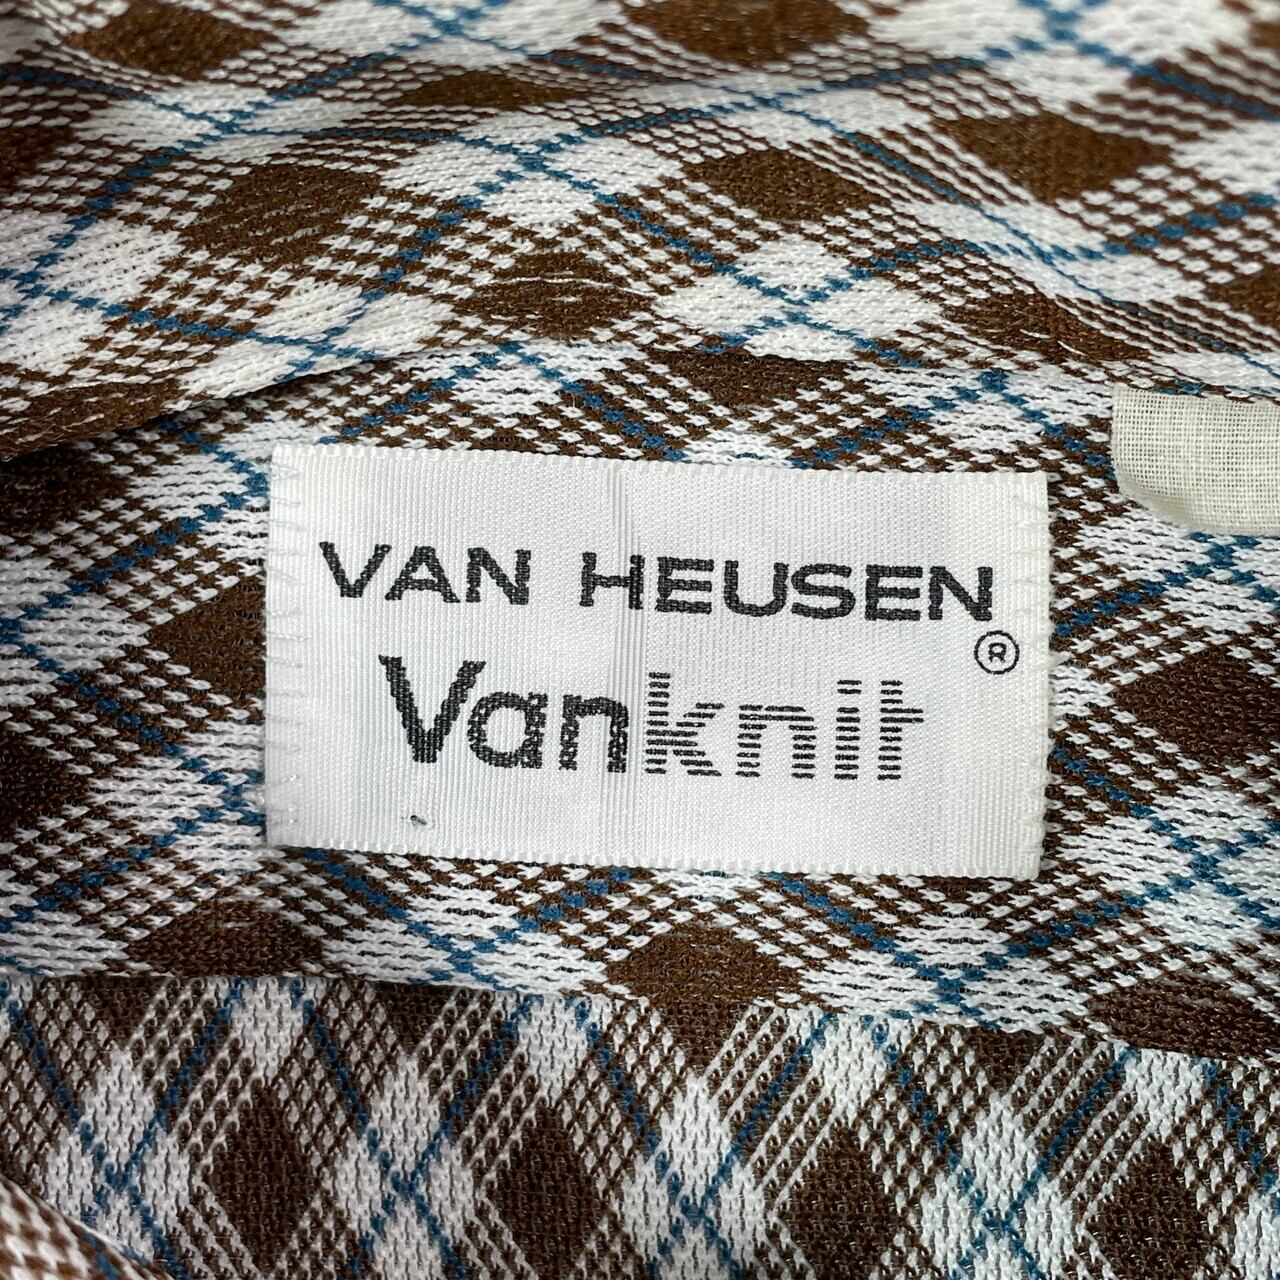 VAN HEUSEN
®
Vanknit